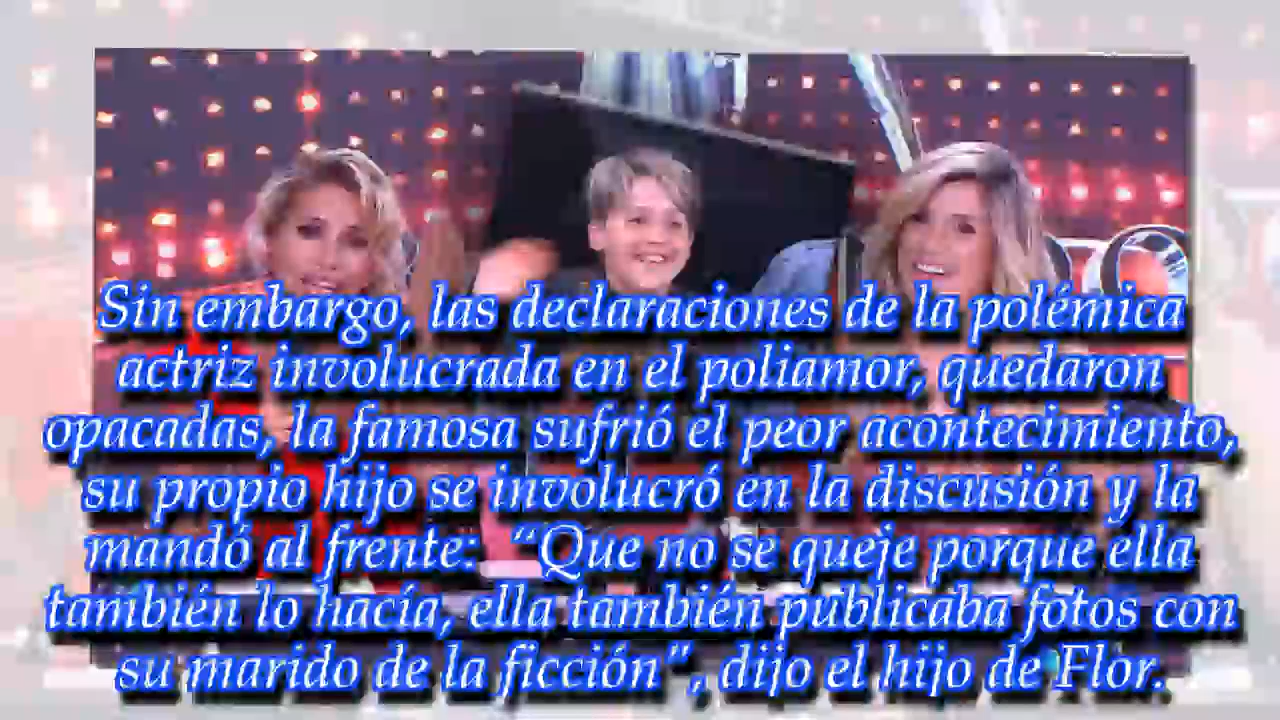 Sin embargo, las declaraciones de la polémica
actriz involucrada en el poliamor, quedaron
opacadas, la famosa sufrió el peor acontecimiento,
su propio hijo se involucró en la discusión y la
mandó al frente: “Que no se queje porque ella
también lo hacía, ella también publicaba fotos con
su marido de la ficción”, dijo el hijo de Flor.